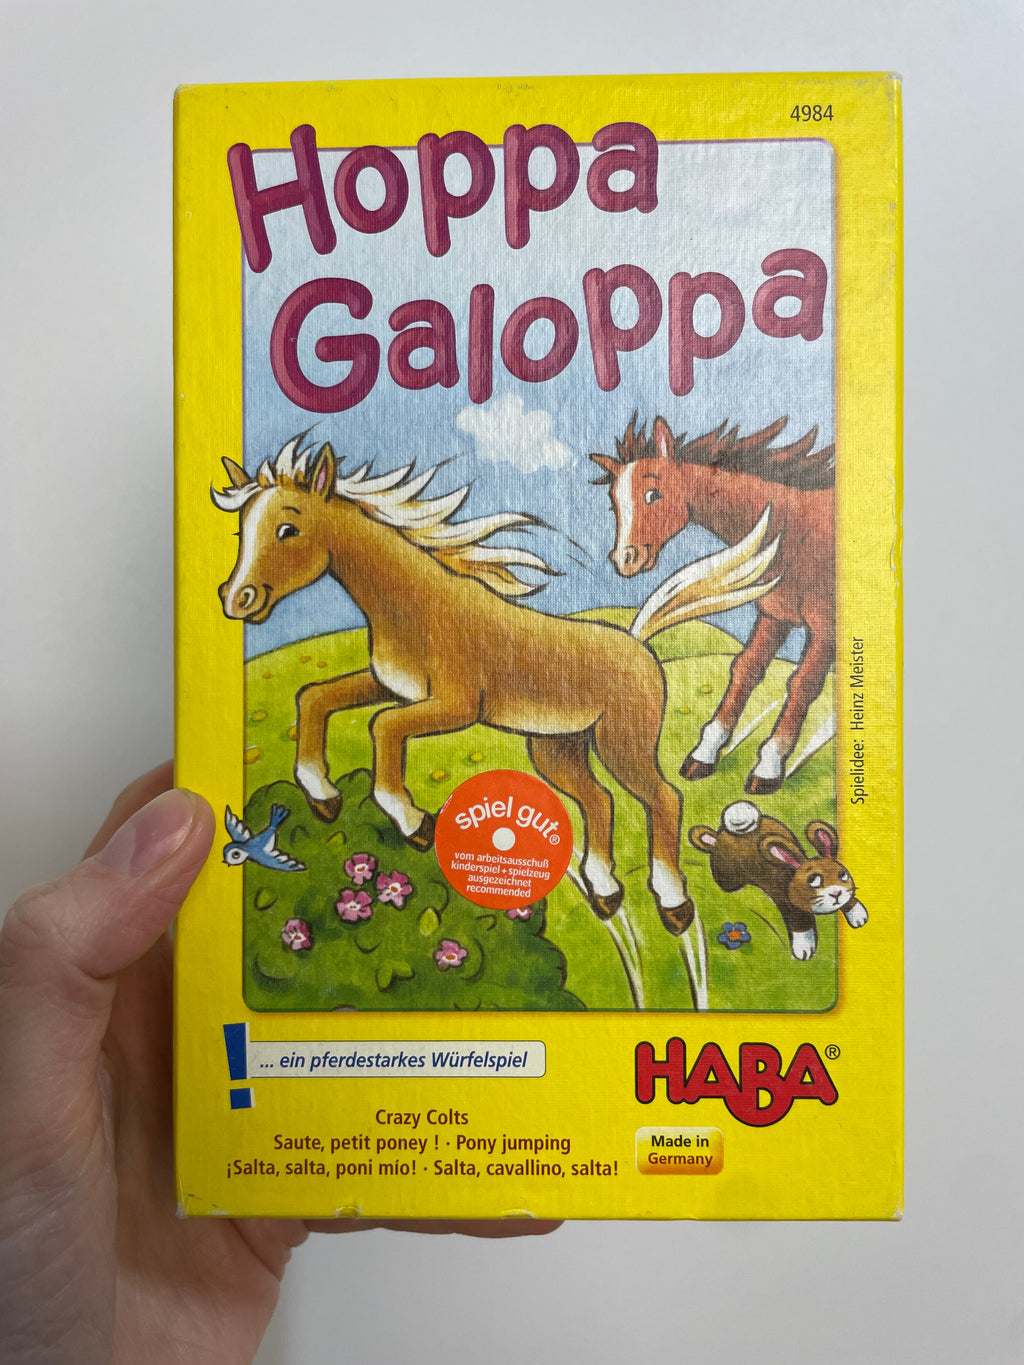 4984
Hoppa
Galoppa
Spielidee: Heinz Meister
spiel gut®
vom arbeitsausschuß
kinderspiel + spielzeug
ausgezeichnet
recommended
! ... ein pferdestarkes Würfelspiel
HABA®
Crazy Colts
Saute, petit poney ! · Pony jumping
¡Salta, salta, poni mío! · Salta, cavallino, salta!
Made in
Germany